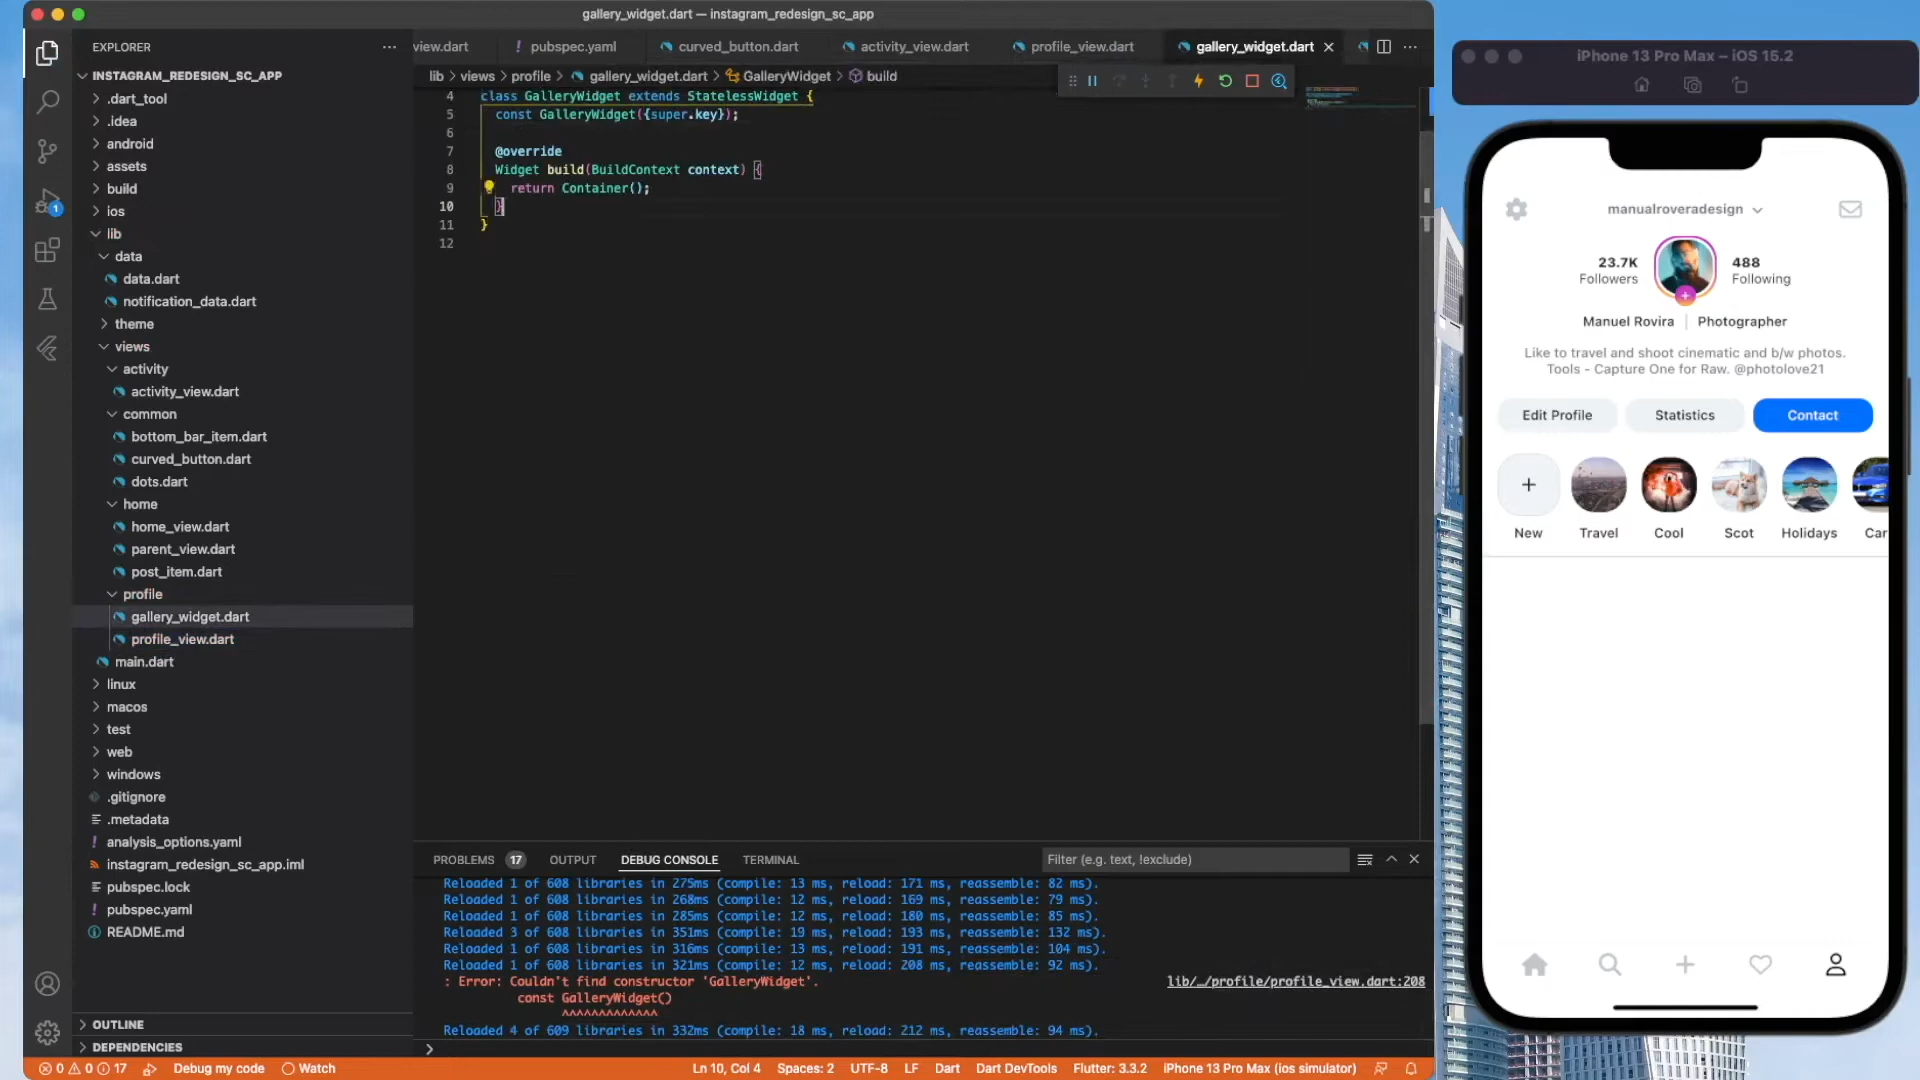 gallery_widget.dart — instagram_redesign_sc_app
EXPLORER
INSTAGRAM_REDESIGN_SC_APP
.dart_tool
.idea
android
assets
build
ios
lib
data
data.dart
notification_data.dart
theme
views
activity
activity_view.dart
common
bottom_bar_item.dart
curved_button.dart
dots.dart
home
home_view.dart
parent_view.dart
post_item.dart
profile
gallery_widget.dart
profile_view.dart
main.dart
linux
macos
test
web
windows
.gitignore
.metadata
analysis_options.yaml
instagram_redesign_sc_app.iml
pubspec.lock
pubspec.yaml
README.md
OUTLINE
DEPENDENCIES
1
view.dart ! pubspec.yaml curved_button.dart activity_view.dart profile_view.dart gallery_widget.dart
lib > views > profile > gallery_widget.dart > GalleryWidget > build
4 class GalleryWidget extends StatelessWidget {
5 const GalleryWidget({super.key});
6
7 @override
8 Widget build(BuildContext context) {
9 return Container();
10 }
11 }
12
PROBLEMS 17 OUTPUT DEBUG CONSOLE TERMINAL Filter (e.g. text, !exclude)
Reloaded 1 of 608 libraries in 275ms (compile: 13 ms, reload: 171 ms, reassemble: 82 ms).
Reloaded 1 of 608 libraries in 268ms (compile: 12 ms, reload: 169 ms, reassemble: 79 ms).
Reloaded 1 of 608 libraries in 285ms (compile: 12 ms, reload: 180 ms, reassemble: 85 ms).
Reloaded 3 of 608 libraries in 351ms (compile: 19 ms, reload: 193 ms, reassemble: 132 ms).
Reloaded 1 of 608 libraries in 316ms (compile: 13 ms, reload: 191 ms, reassemble: 104 ms).
Reloaded 1 of 608 libraries in 321ms (compile: 12 ms, reload: 208 ms, reassemble: 92 ms).
: Error: Couldn't find constructor 'GalleryWidget'. lib/…/profile/profile_view.dart:208
const GalleryWidget()
^^^^^^^^^^^^^
Reloaded 4 of 609 libraries in 332ms (compile: 18 ms, reload: 212 ms, reassemble: 94 ms).
0 0 17 Debug my code Watch Ln 10, Col 4 Spaces: 2 UTF-8 LF Dart Dart DevTools Flutter: 3.3.2 iPhone 13 Pro Max (ios simulator)
iPhone 13 Pro Max – iOS 15.2
manualroveradesign
23.7K
Followers
488
Following
Manuel Rovira | Photographer
Like to travel and shoot cinematic and b/w photos.
Tools - Capture One for Raw. @photolove21
Edit Profile Statistics Contact
New Travel Cool Scot Holidays Car